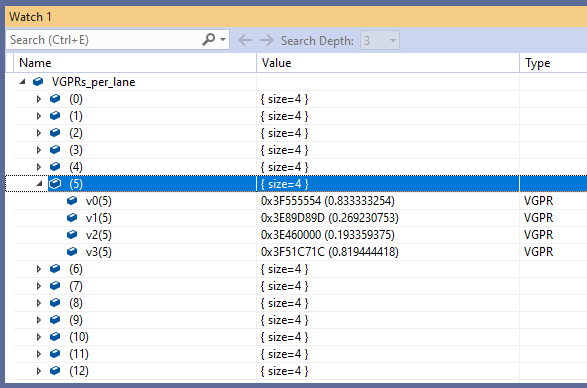 Watch 1
Search (Ctrl+E) Search Depth: 3
Name Value Type
VGPRs_per_lane
(0) { size=4 }
(1) { size=4 }
(2) { size=4 }
(3) { size=4 }
(4) { size=4 }
(5) { size=4 }
v0(5) 0x3F555554 (0.833333254) VGPR
v1(5) 0x3E89D89D (0.269230753) VGPR
v2(5) 0x3E460000 (0.193359375) VGPR
v3(5) 0x3F51C71C (0.819444418) VGPR
(6) { size=4 }
(7) { size=4 }
(8) { size=4 }
(9) { size=4 }
(10) { size=4 }
(11) { size=4 }
(12) { size=4 }